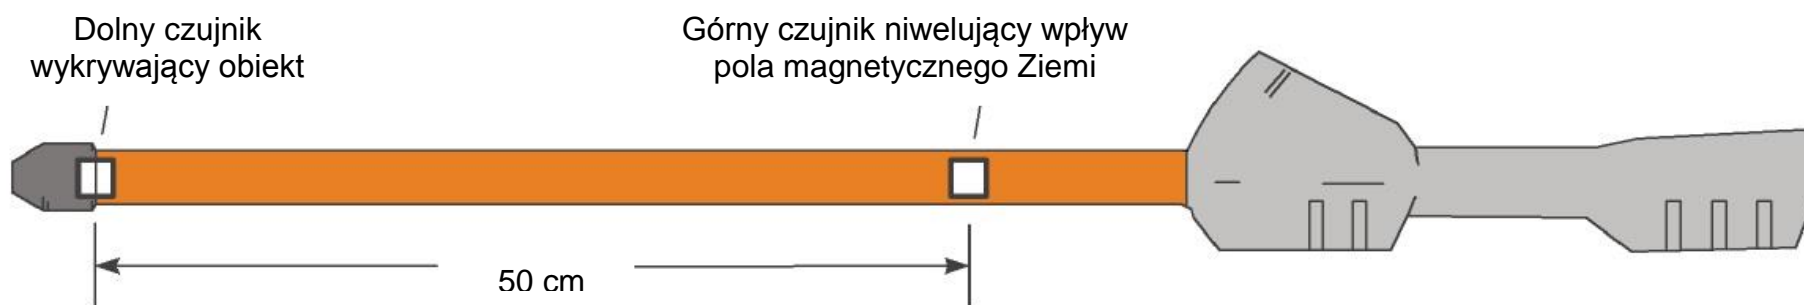 Dolny czujnik
wykrywający obiekt
Górny czujnik niwelujący wpływ
pola magnetycznego Ziemi
50 cm